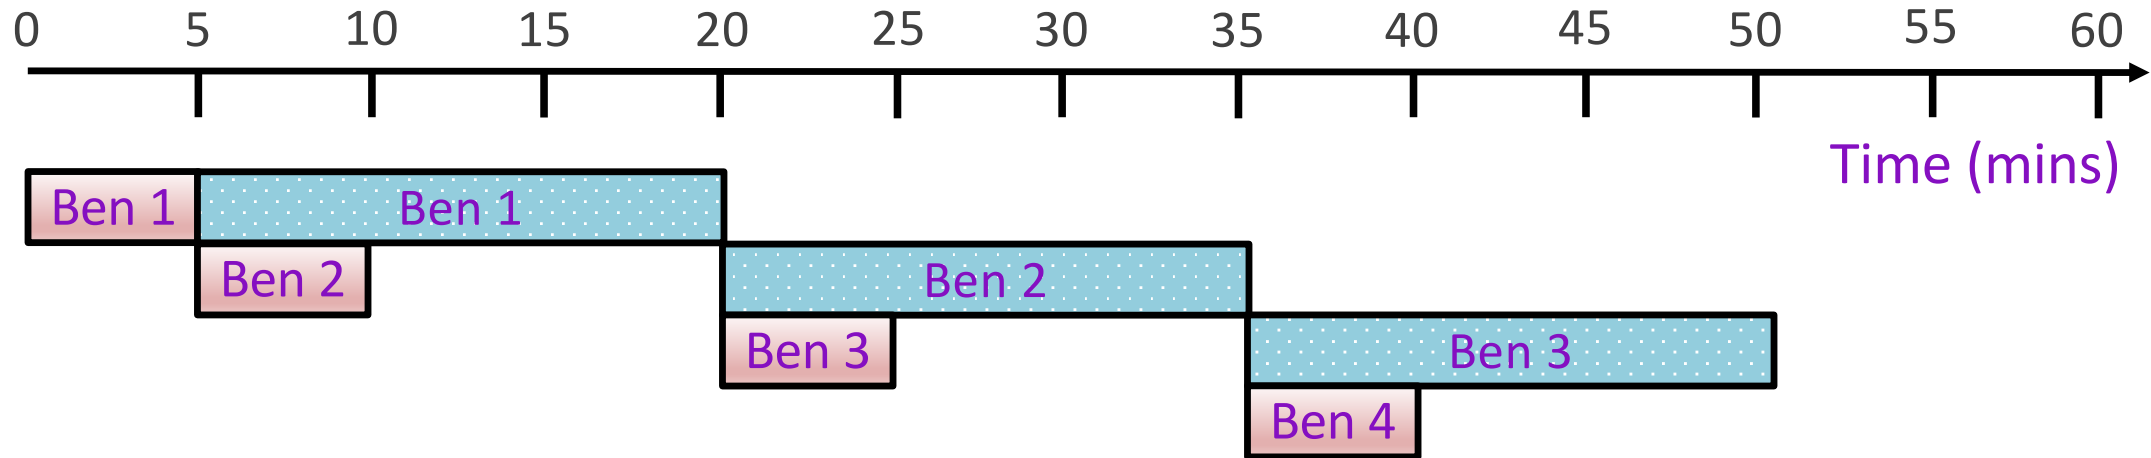 0 5 10 15 20 25 30 35 40 45 50 55 60
Time (mins)
Ben 1 Ben 1
Ben 2 Ben 2
Ben 3 Ben 3
Ben 4